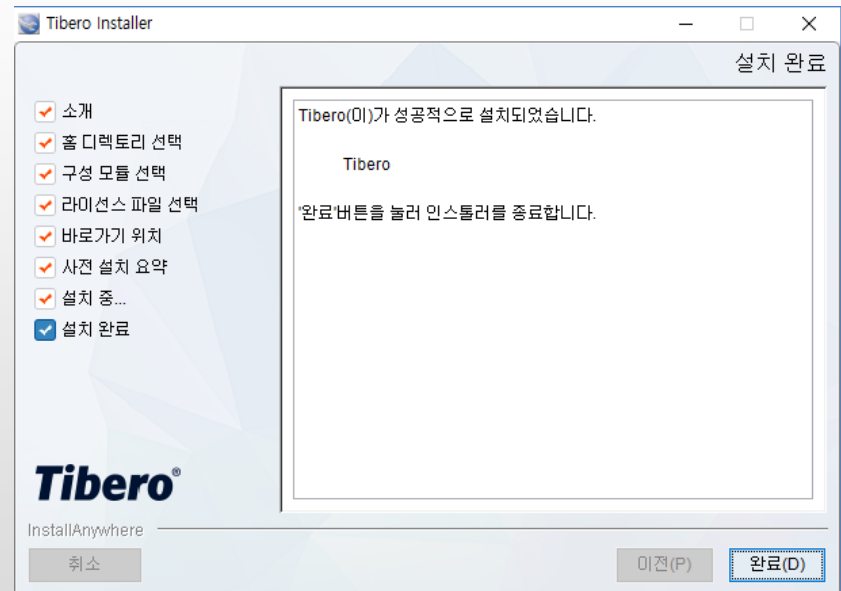 Tibero Installer
설치 완료
소개
홈 디렉토리 선택
구성 모듈 선택
라이선스 파일 선택
바로가기 위치
사전 설치 요약
설치 중...
설치 완료
Tibero(이)가 성공적으로 설치되었습니다.
Tibero
'완료'버튼을 눌러 인스톨러를 종료합니다.
Tibero®
InstallAnywhere
취소
이전(P)
완료(D)